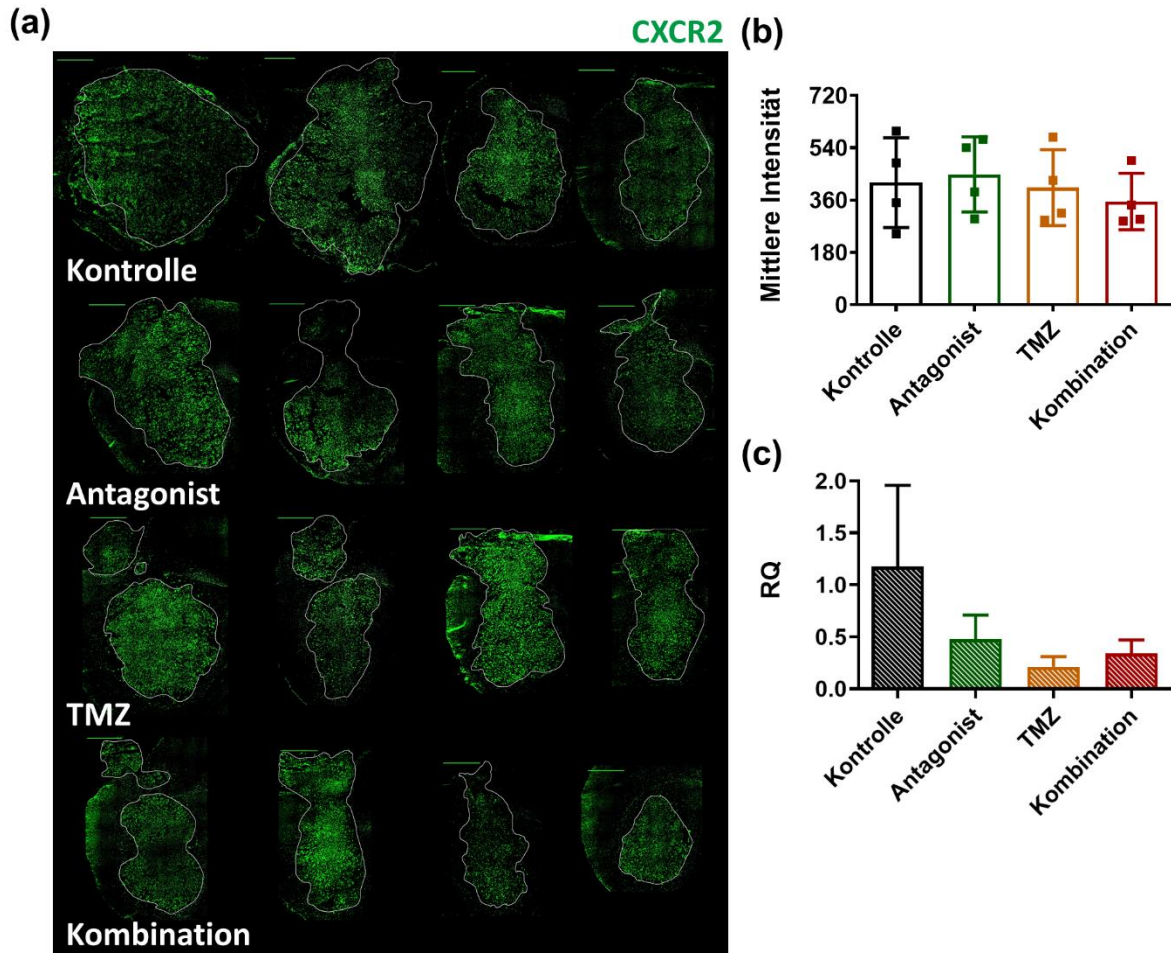 (a)
CXCR2
Kontrolle
Antagonist
TMZ
Kombination
(b)
Mittlere Intensität
720
540
360
180
0
Kontrolle
Antagonist
TMZ
Kombination
(c)
RQ
2.0
1.5
1.0
0.5
0.0
Kontrolle
Antagonist
TMZ
Kombination